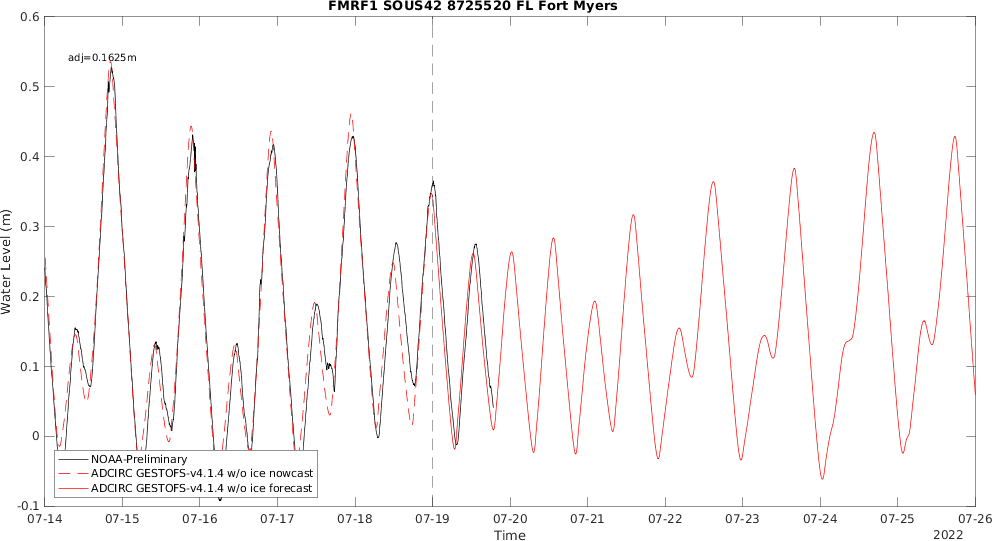 FMRF1 SOUS42 8725520 FL Fort Myers
adj=0.1625m
0.6
0.5
0.4
0.3
0.2
0.1
0
-0.1
Water Level (m)
NOAA-Preliminary
ADCIRC GESTOFS-v4.1.4 w/o ice nowcast
ADCIRC GESTOFS-v4.1.4 w/o ice forecast
07-14 07-15 07-16 07-17 07-18 07-19 07-20 07-21 07-22 07-23 07-24 07-25 07-26
Time
2022